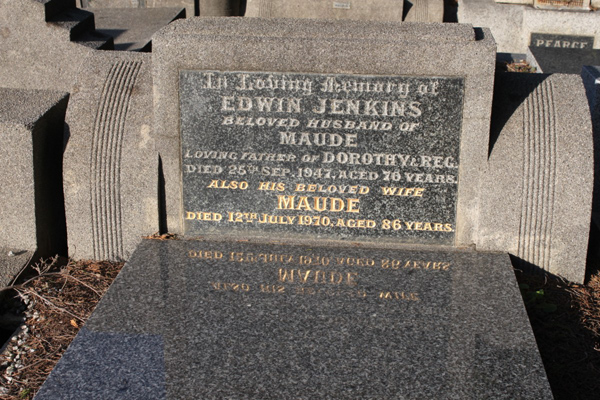 PEARCE
In Loving Memory of
EDWIN JENKINS
BELOVED HUSBAND OF
MAUDE
LOVING FATHER OF DOROTHY & REG.
DIED 25TH SEP. 1947, AGED 70 YEARS.
ALSO HIS BELOVED WIFE
MAUDE
DIED 12TH JULY 1970, AGED 86 YEARS.